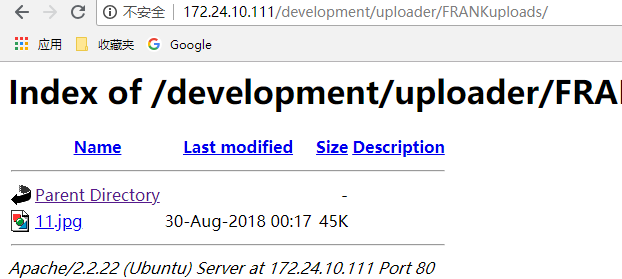 不安全 | 172.24.10.111/development/uploader/FRANKuploads/
应用 收藏夹 Google
Index of /development/uploader/FRA
Name Last modified Size Description
Parent Directory -
11.jpg 30-Aug-2018 00:17 45K
Apache/2.2.22 (Ubuntu) Server at 172.24.10.111 Port 80